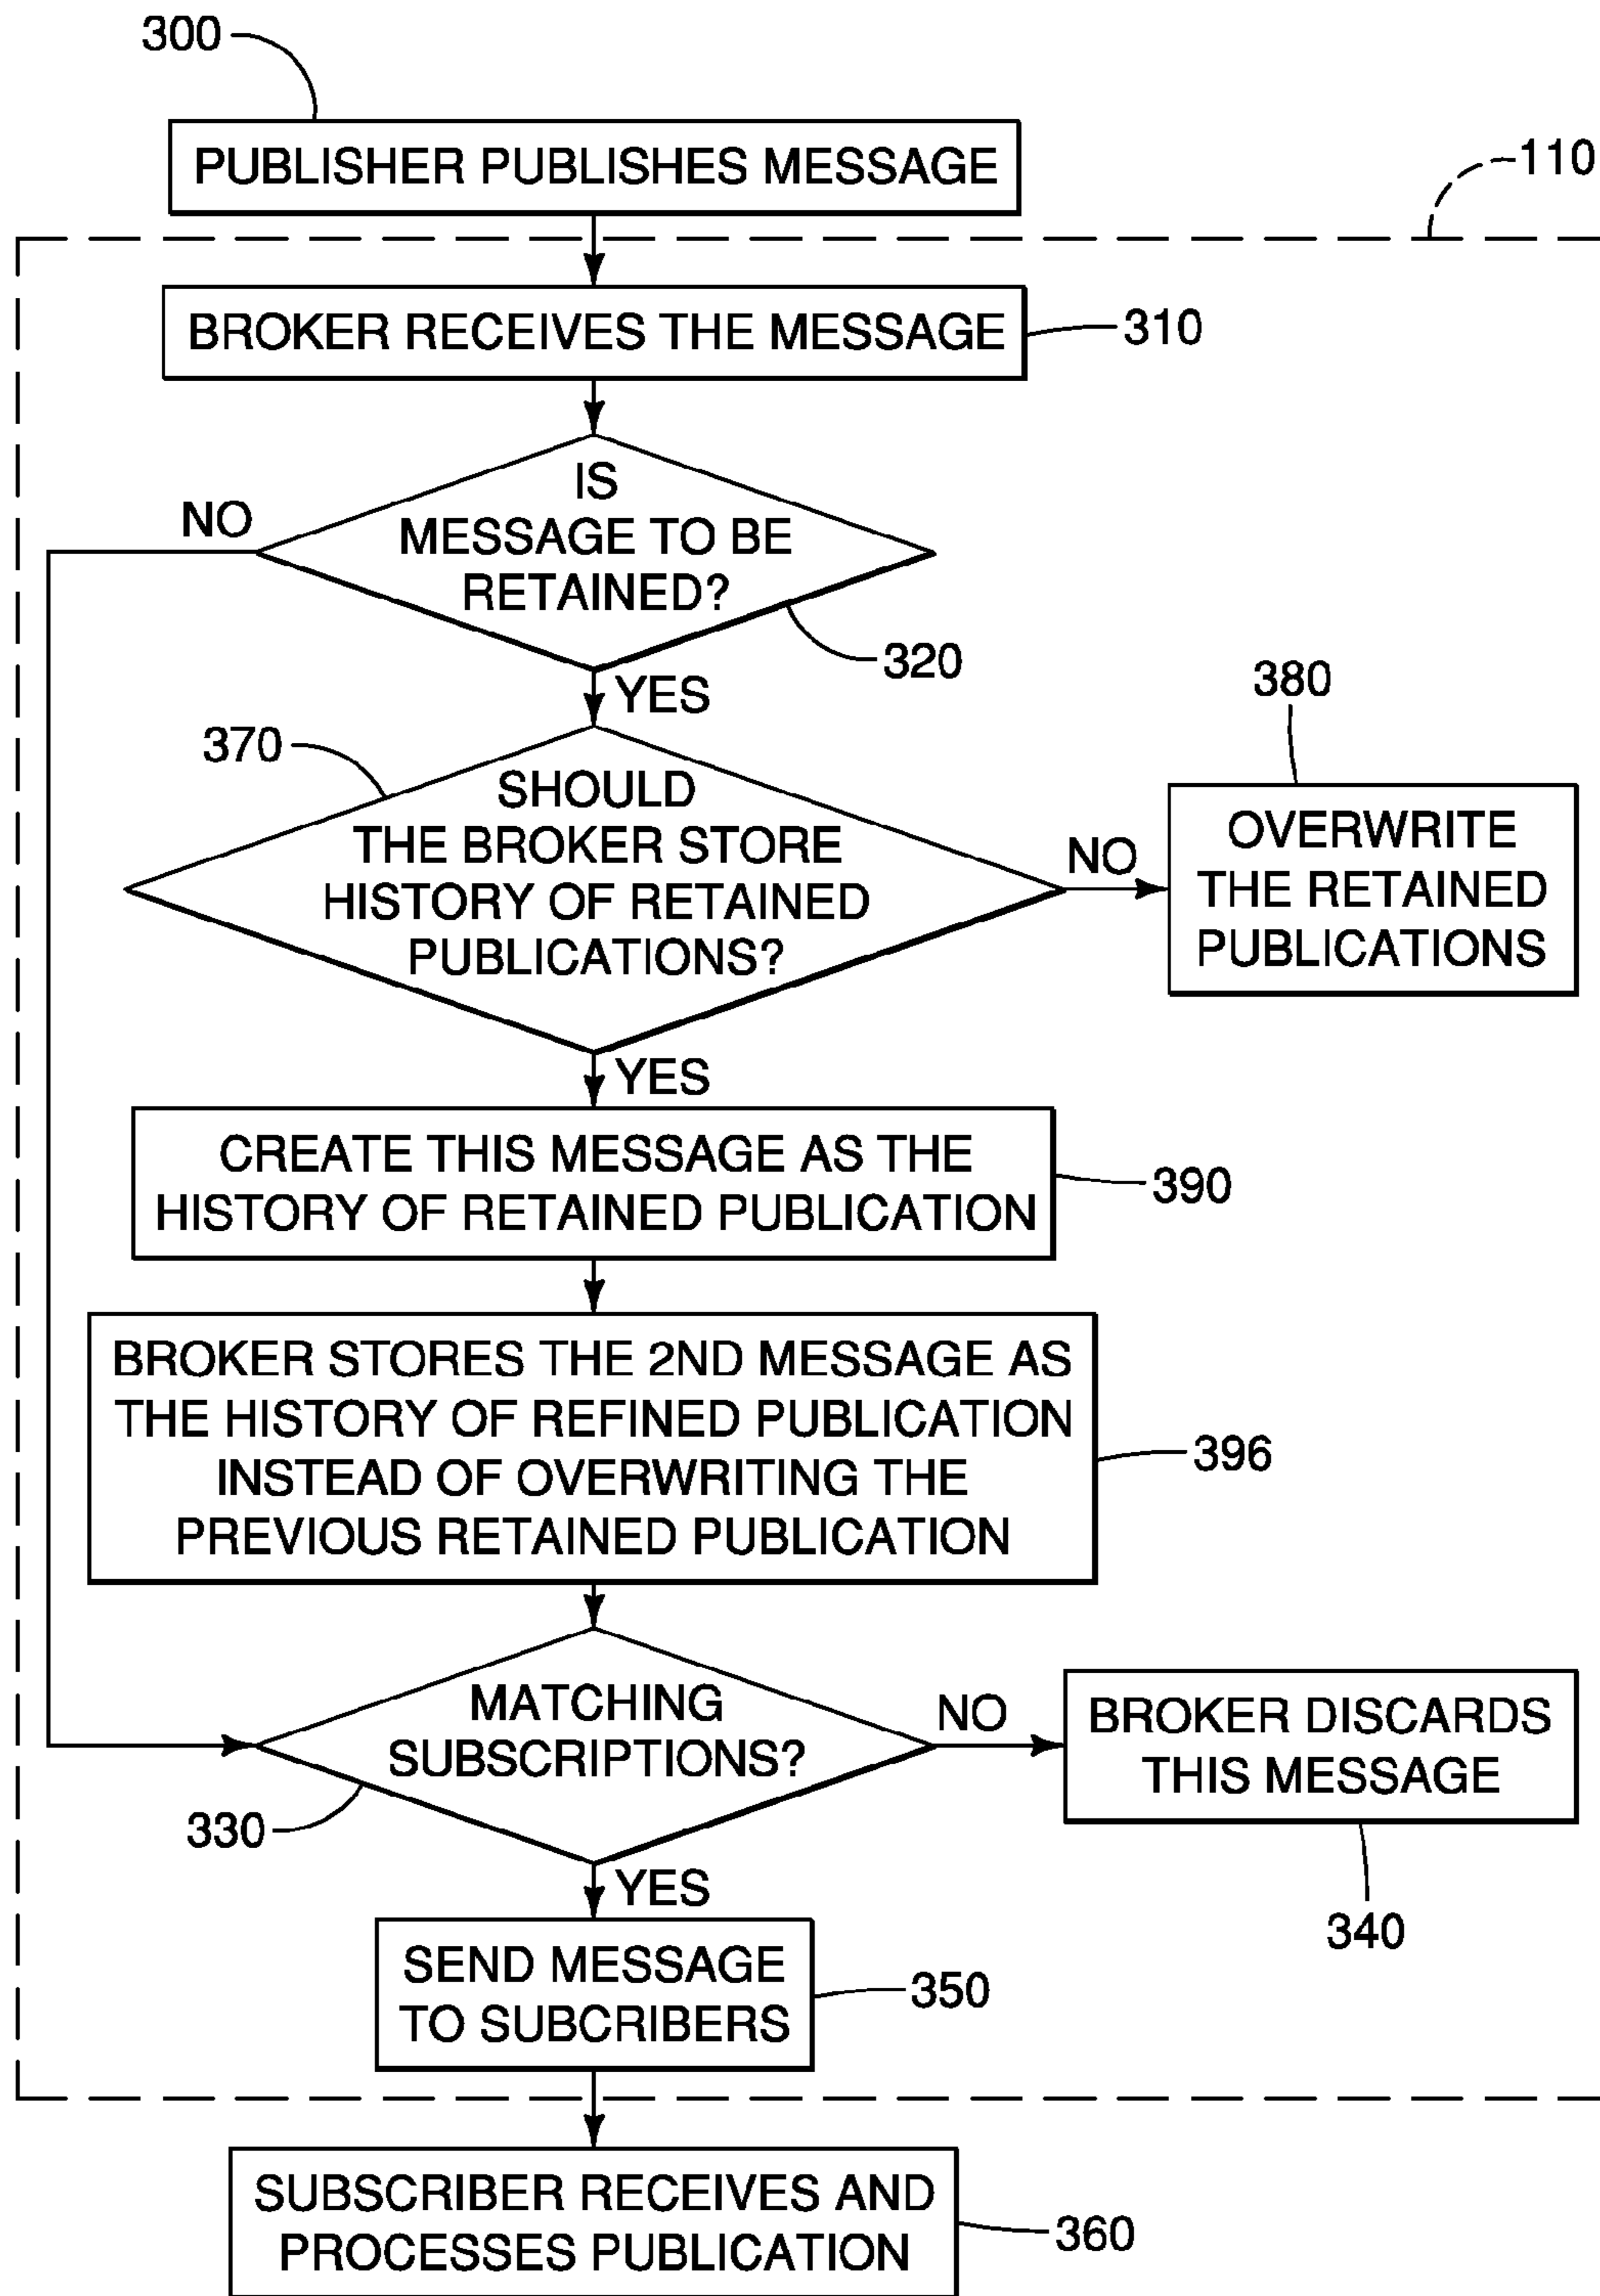 300
PUBLISHER PUBLISHES MESSAGE
110
BROKER RECEIVES THE MESSAGE
310
IS
MESSAGE TO BE
RETAINED?
NO
320
YES
380
370
SHOULD
THE BROKER STORE
HISTORY OF RETAINED
PUBLICATIONS?
NO
OVERWRITE
THE RETAINED
PUBLICATIONS
YES
CREATE THIS MESSAGE AS THE
HISTORY OF RETAINED PUBLICATION
390
BROKER STORES THE 2ND MESSAGE AS
THE HISTORY OF REFINED PUBLICATION
INSTEAD OF OVERWRITING THE
PREVIOUS RETAINED PUBLICATION
396
MATCHING
SUBSCRIPTIONS?
NO
BROKER DISCARDS
THIS MESSAGE
330
YES
340
SEND MESSAGE
TO SUBCRIBERS
350
SUBSCRIBER RECEIVES AND
PROCESSES PUBLICATION
360